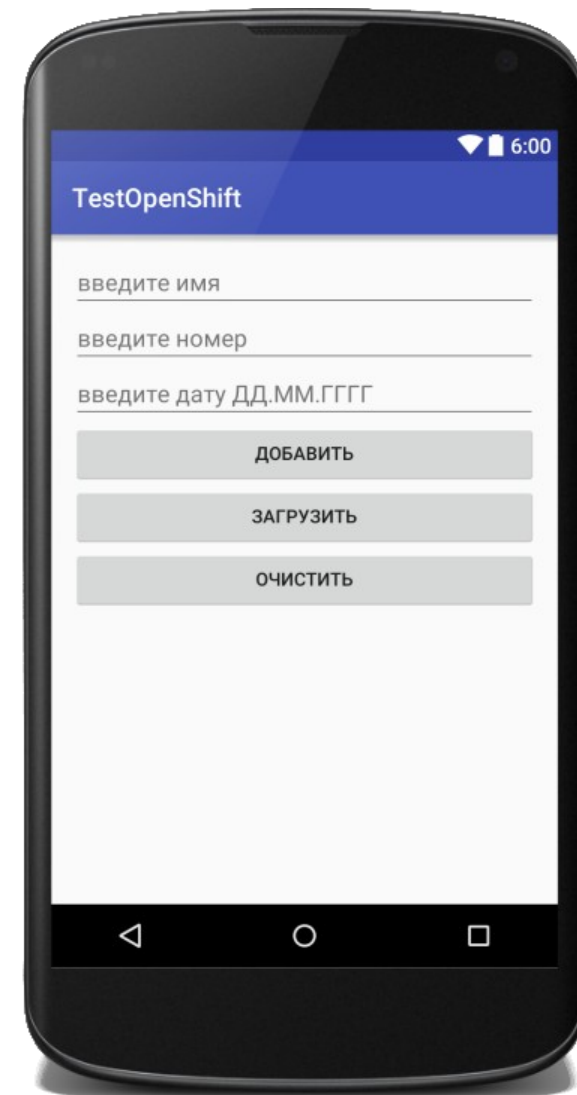 6:00
TestOpenShift
введите имя
введите номер
введите дату ДД.ММ.ГГГГ
ДОБАВИТЬ
ЗАГРУЗИТЬ
ОЧИСТИТЬ